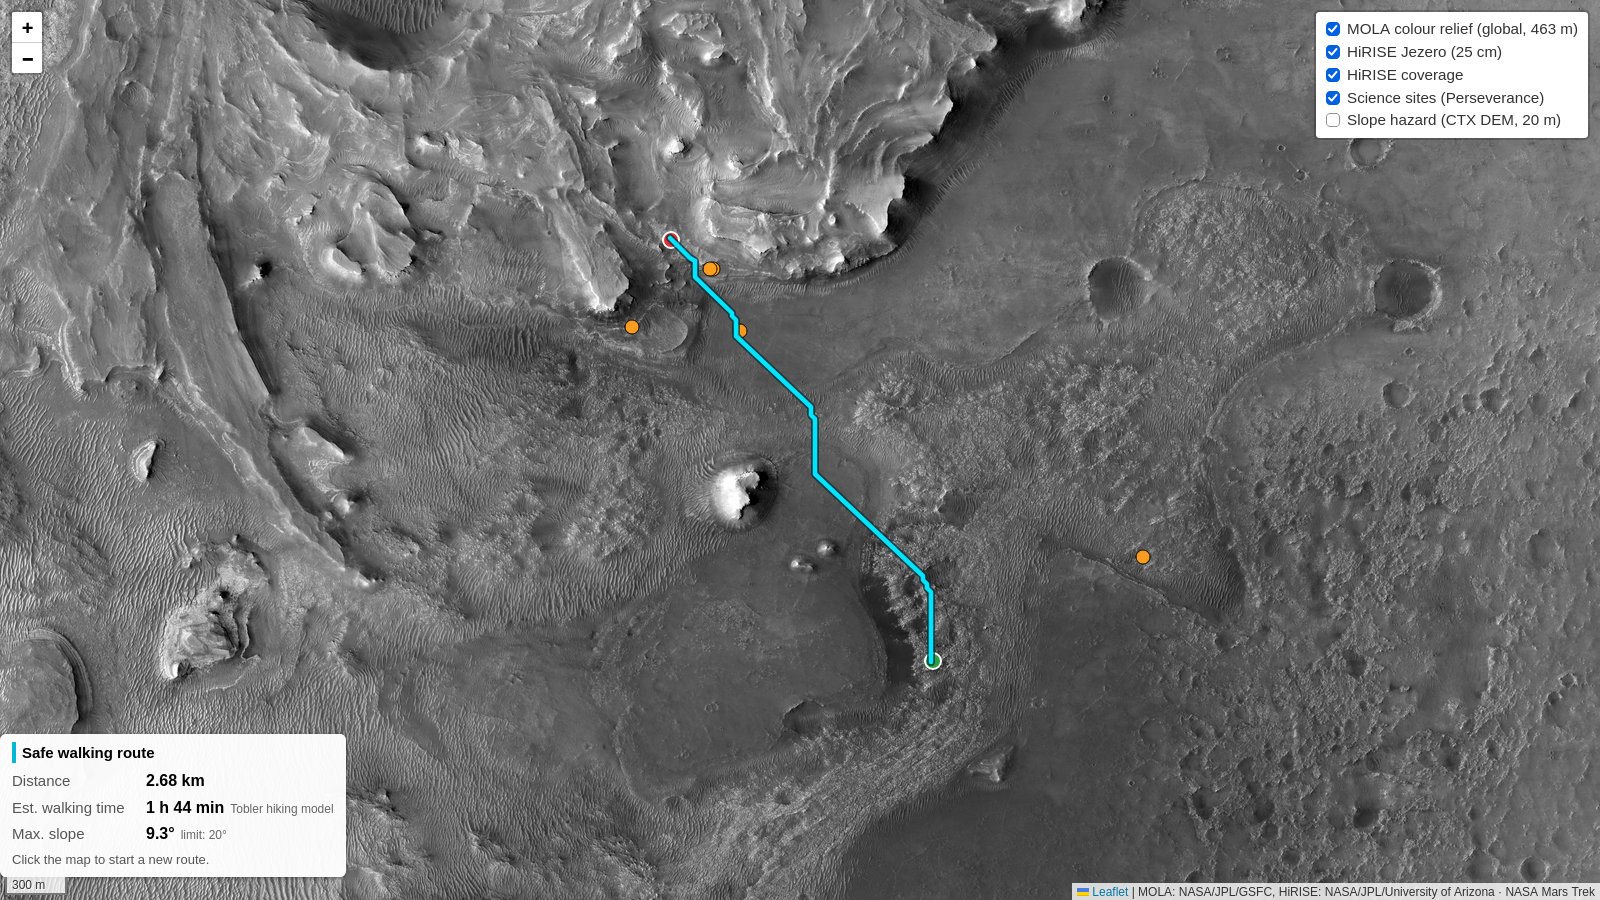 +
−
MOLA colour relief (global, 463 m)
HiRISE Jezero (25 cm)
HiRISE coverage
Science sites (Perseverance)
Slope hazard (CTX DEM, 20 m)
Safe walking route
Distance 2.68 km
Est. walking time 1 h 44 min Tobler hiking model
Max. slope 9.3° limit: 20°
Click the map to start a new route.
300 m
Leaflet | MOLA: NASA/JPL/GSFC, HiRISE: NASA/JPL/University of Arizona · NASA Mars Trek